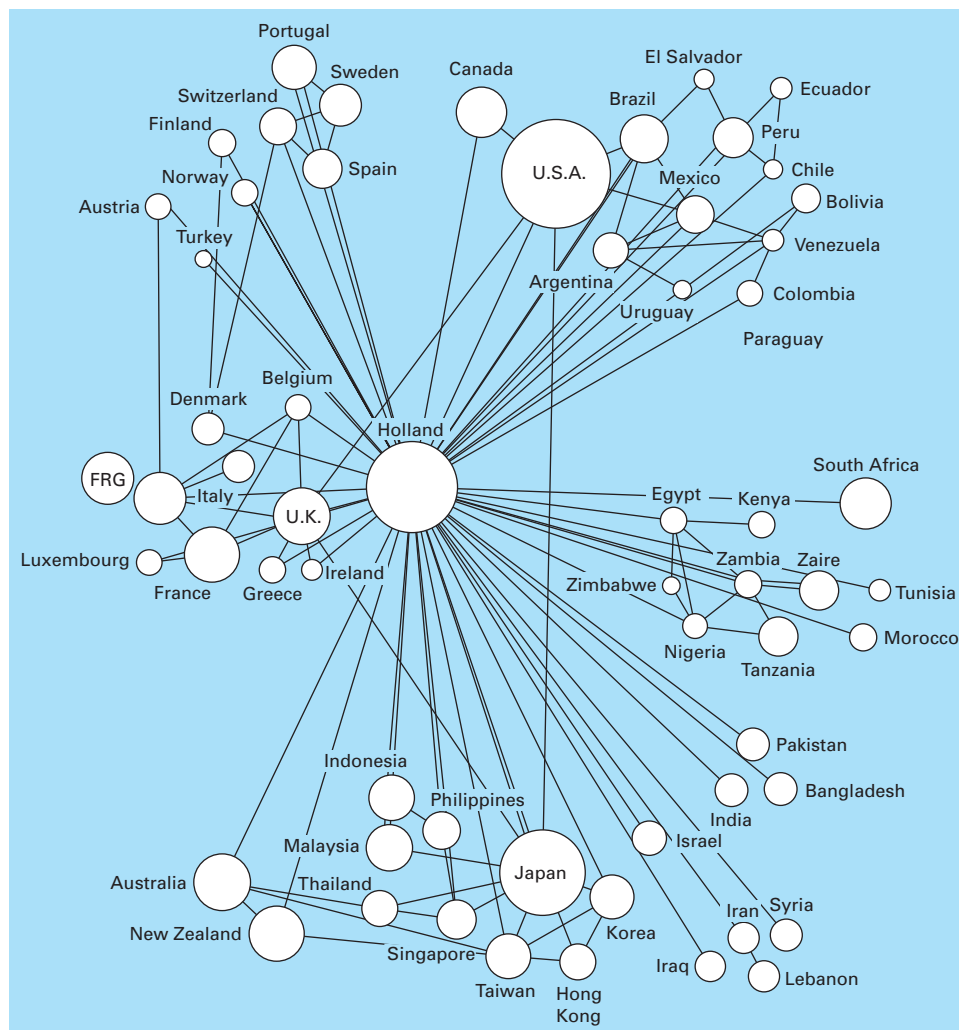 Portugal
Sweden
Switzerland
Finland
Norway
Spain
Austria
Turkey
Canada
U.S.A.
El Salvador
Brazil
Ecuador
Peru
Mexico
Chile
Bolivia
Venezuela
Argentina
Uruguay
Colombia
Paraguay
Belgium
Denmark
Holland
FRG
Italy
U.K.
Luxembourg
France
Greece
Ireland
South Africa
Egypt
Kenya
Zambia
Zaire
Zimbabwe
Tunisia
Nigeria
Tanzania
Morocco
Pakistan
Bangladesh
India
Israel
Indonesia
Philippines
Malaysia
Japan
Australia
Thailand
New Zealand
Singapore
Taiwan
Hong
Kong
Korea
Iran
Syria
Iraq
Lebanon